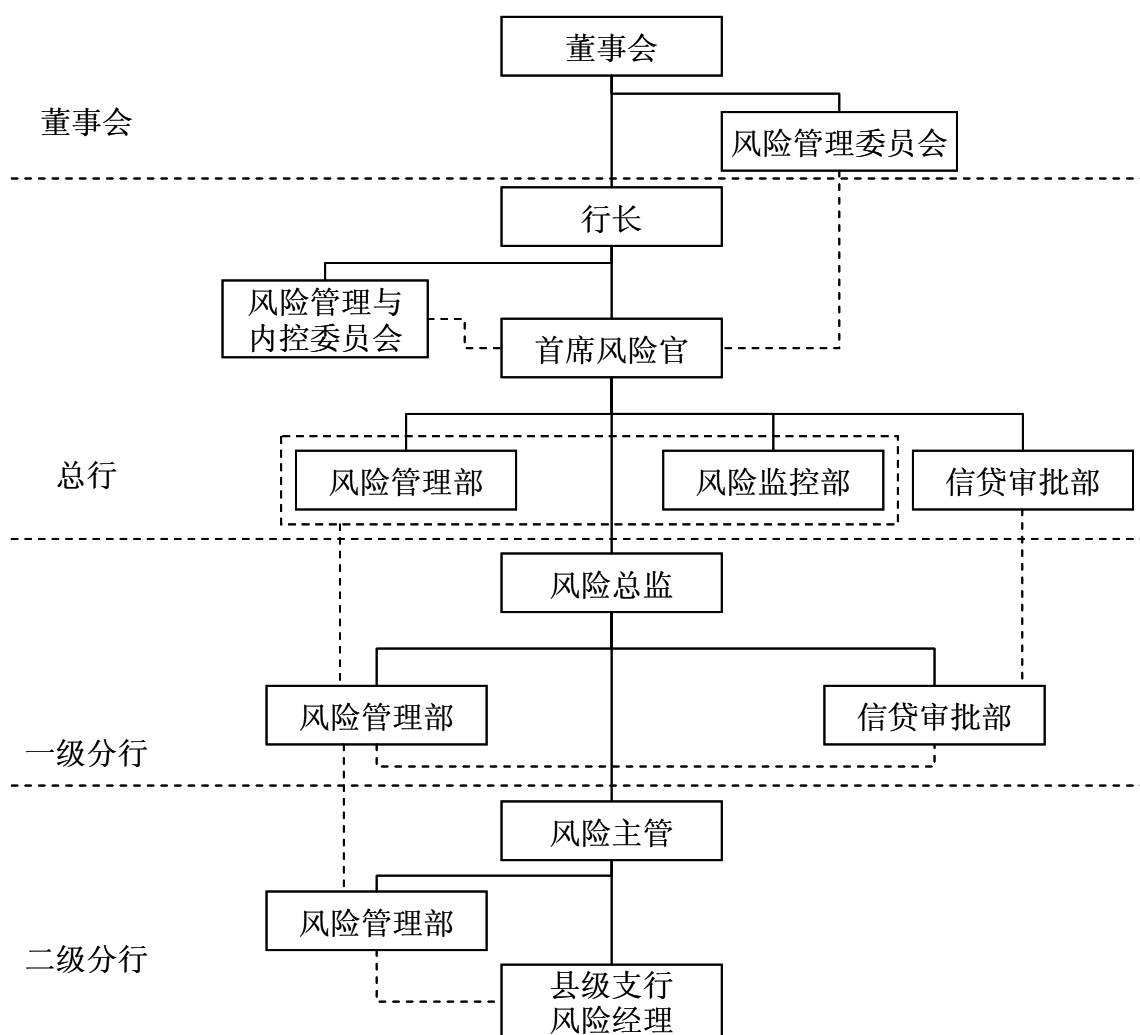 董事会
董事会
风险管理委员会
行长
风险管理与
内控委员会
首席风险官
总行
风险管理部
风险监控部
信贷审批部
风险总监
风险管理部
信贷审批部
一级分行
风险主管
风险管理部
二级分行
县级支行
风险经理